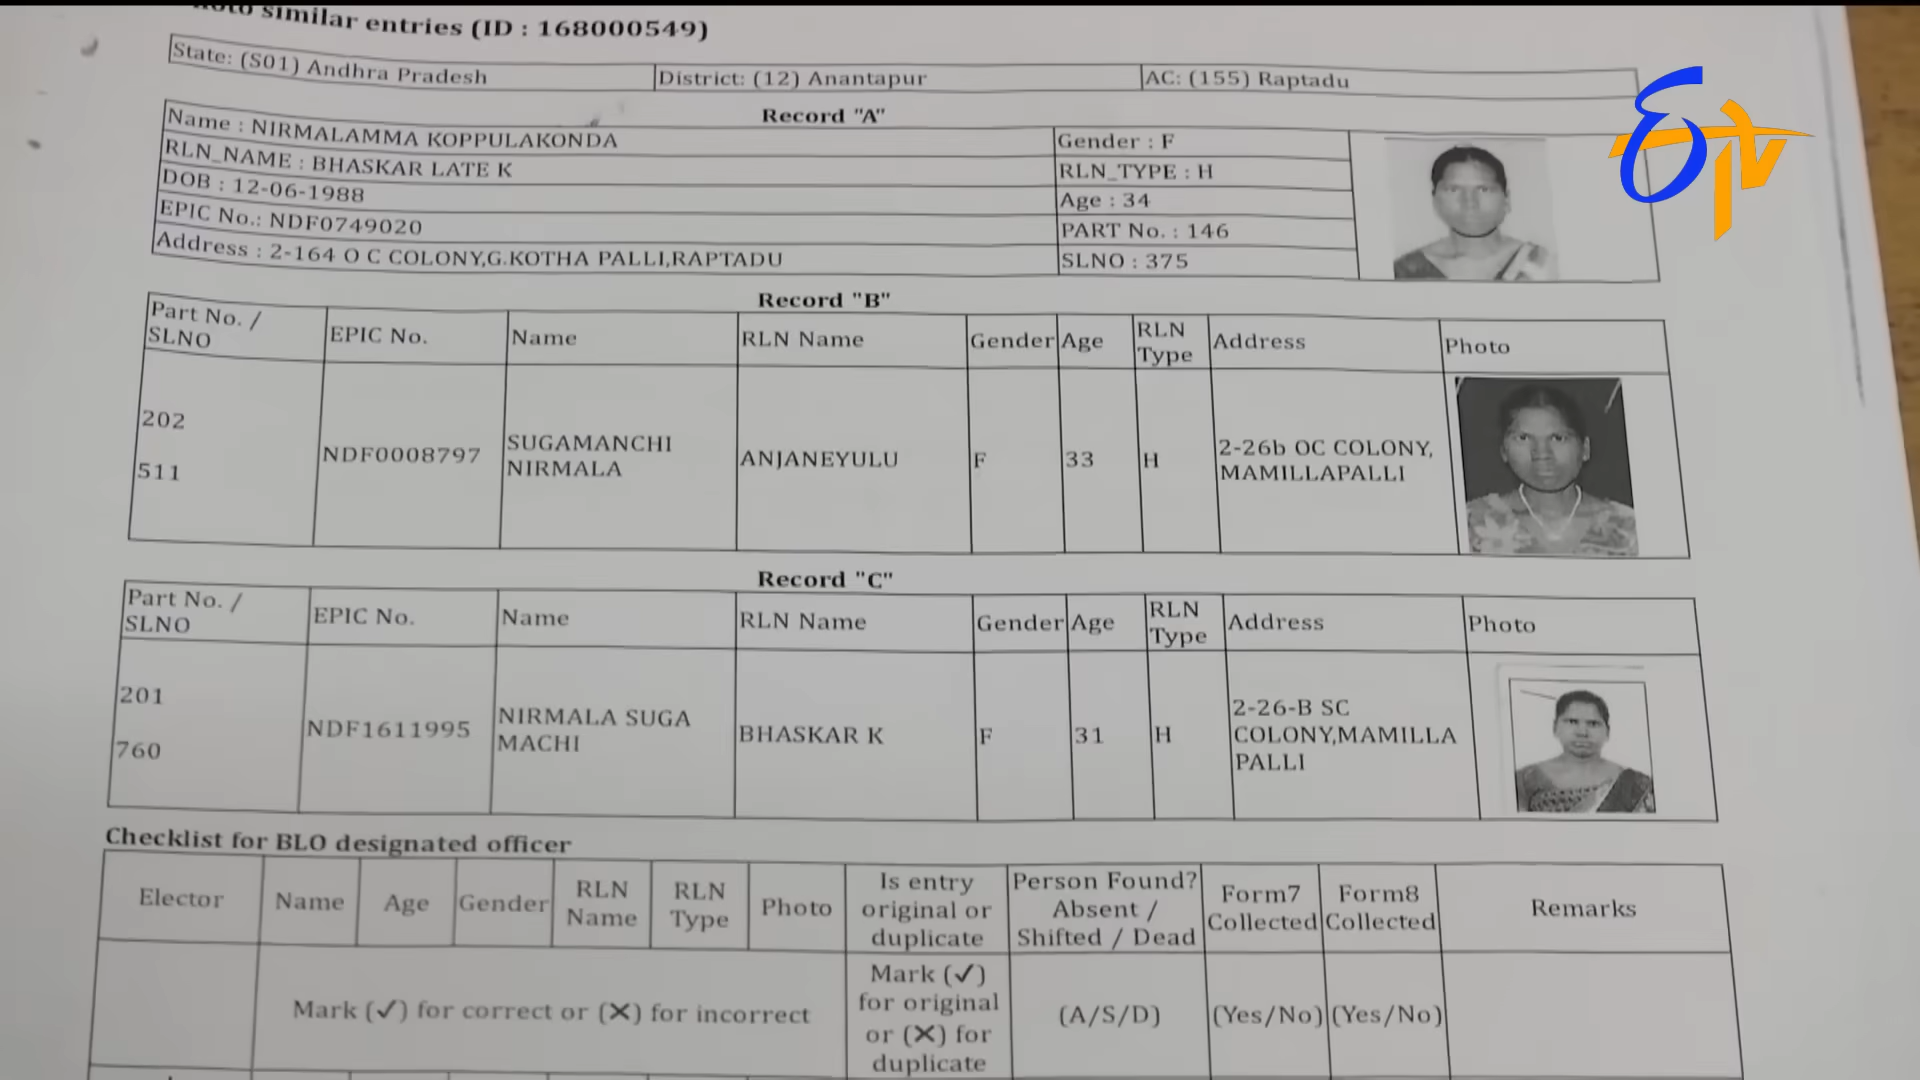 similar entries (ID : 168000549)
State: (S01) Andhra Pradesh District: (12) Anantapur AC: (155) Raptadu
Record "A"
Name : NIRMALAMMA KOPPULAKONDA Gender : F
RLN_NAME : BHASKAR LATE K RLN_TYPE : H
DOB : 12-06-1988 Age : 34
EPIC No.: NDF0749020 PART No. : 146
Address : 2-164 O C COLONY,G.KOTHA PALLI,RAPTADU SLNO : 375
ETV
Record "B"
Part No. /
SLNO
EPIC No.
Name
RLN Name
Gender
Age
RLN
Type
Address
Photo
202
511
NDF0008797
SUGAMANCHI
NIRMALA
ANJANEYULU
F
33
H
2-26b OC COLONY,
MAMILLAPALLI
Record "C"
Part No. /
SLNO
EPIC No.
Name
RLN Name
Gender
Age
RLN
Type
Address
Photo
201
760
NDF1611995
NIRMALA SUGA
MACHI
BHASKAR K
F
31
H
2-26-B SC
COLONY,MAMILLA
PALLI
Checklist for BLO designated officer
Elector
Name
Age
Gender
RLN
Name
RLN
Type
Photo
Is entry
original or
duplicate
Person Found?
Absent /
Shifted / Dead
Form7
Collected
Form8
Collected
Remarks
Mark (✓) for correct or (✕) for incorrect
Mark (✓)
for original
or (✕) for
duplicate
(A/S/D)
(Yes/No)
(Yes/No)